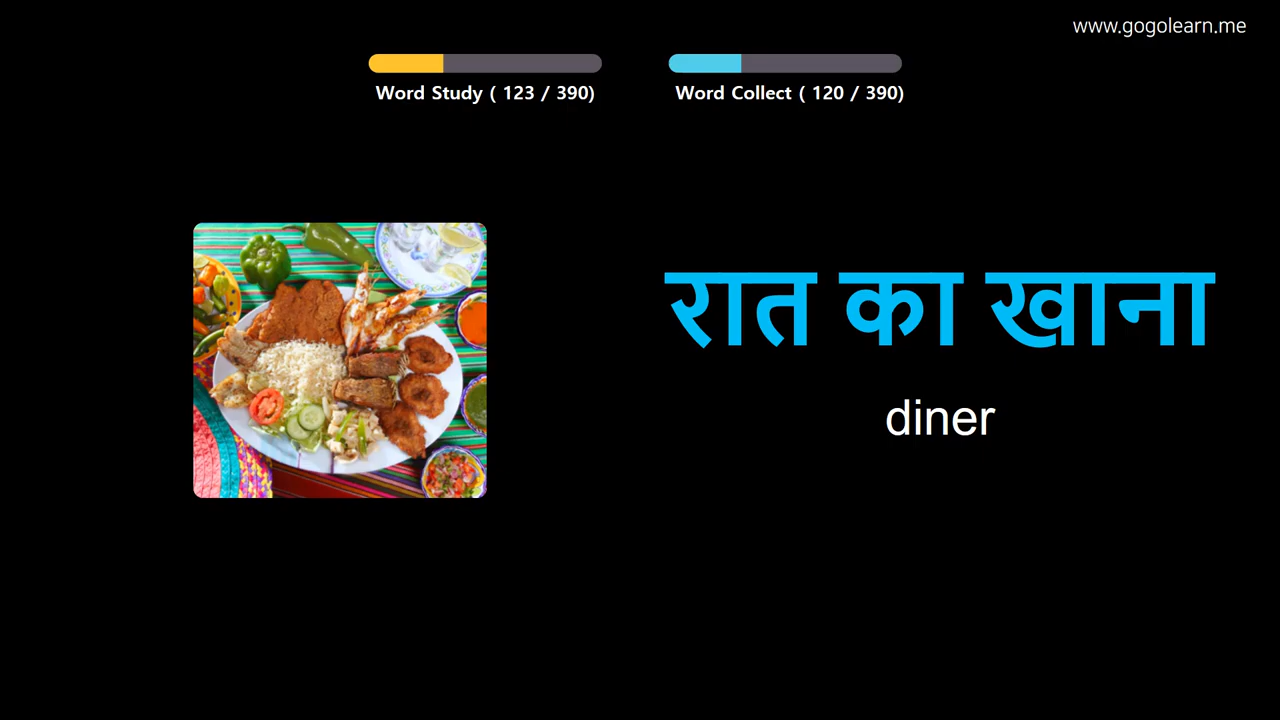 www.gogolearn.me
Word Study ( 123 / 390)
Word Collect ( 120 / 390)
रात का खाना
diner